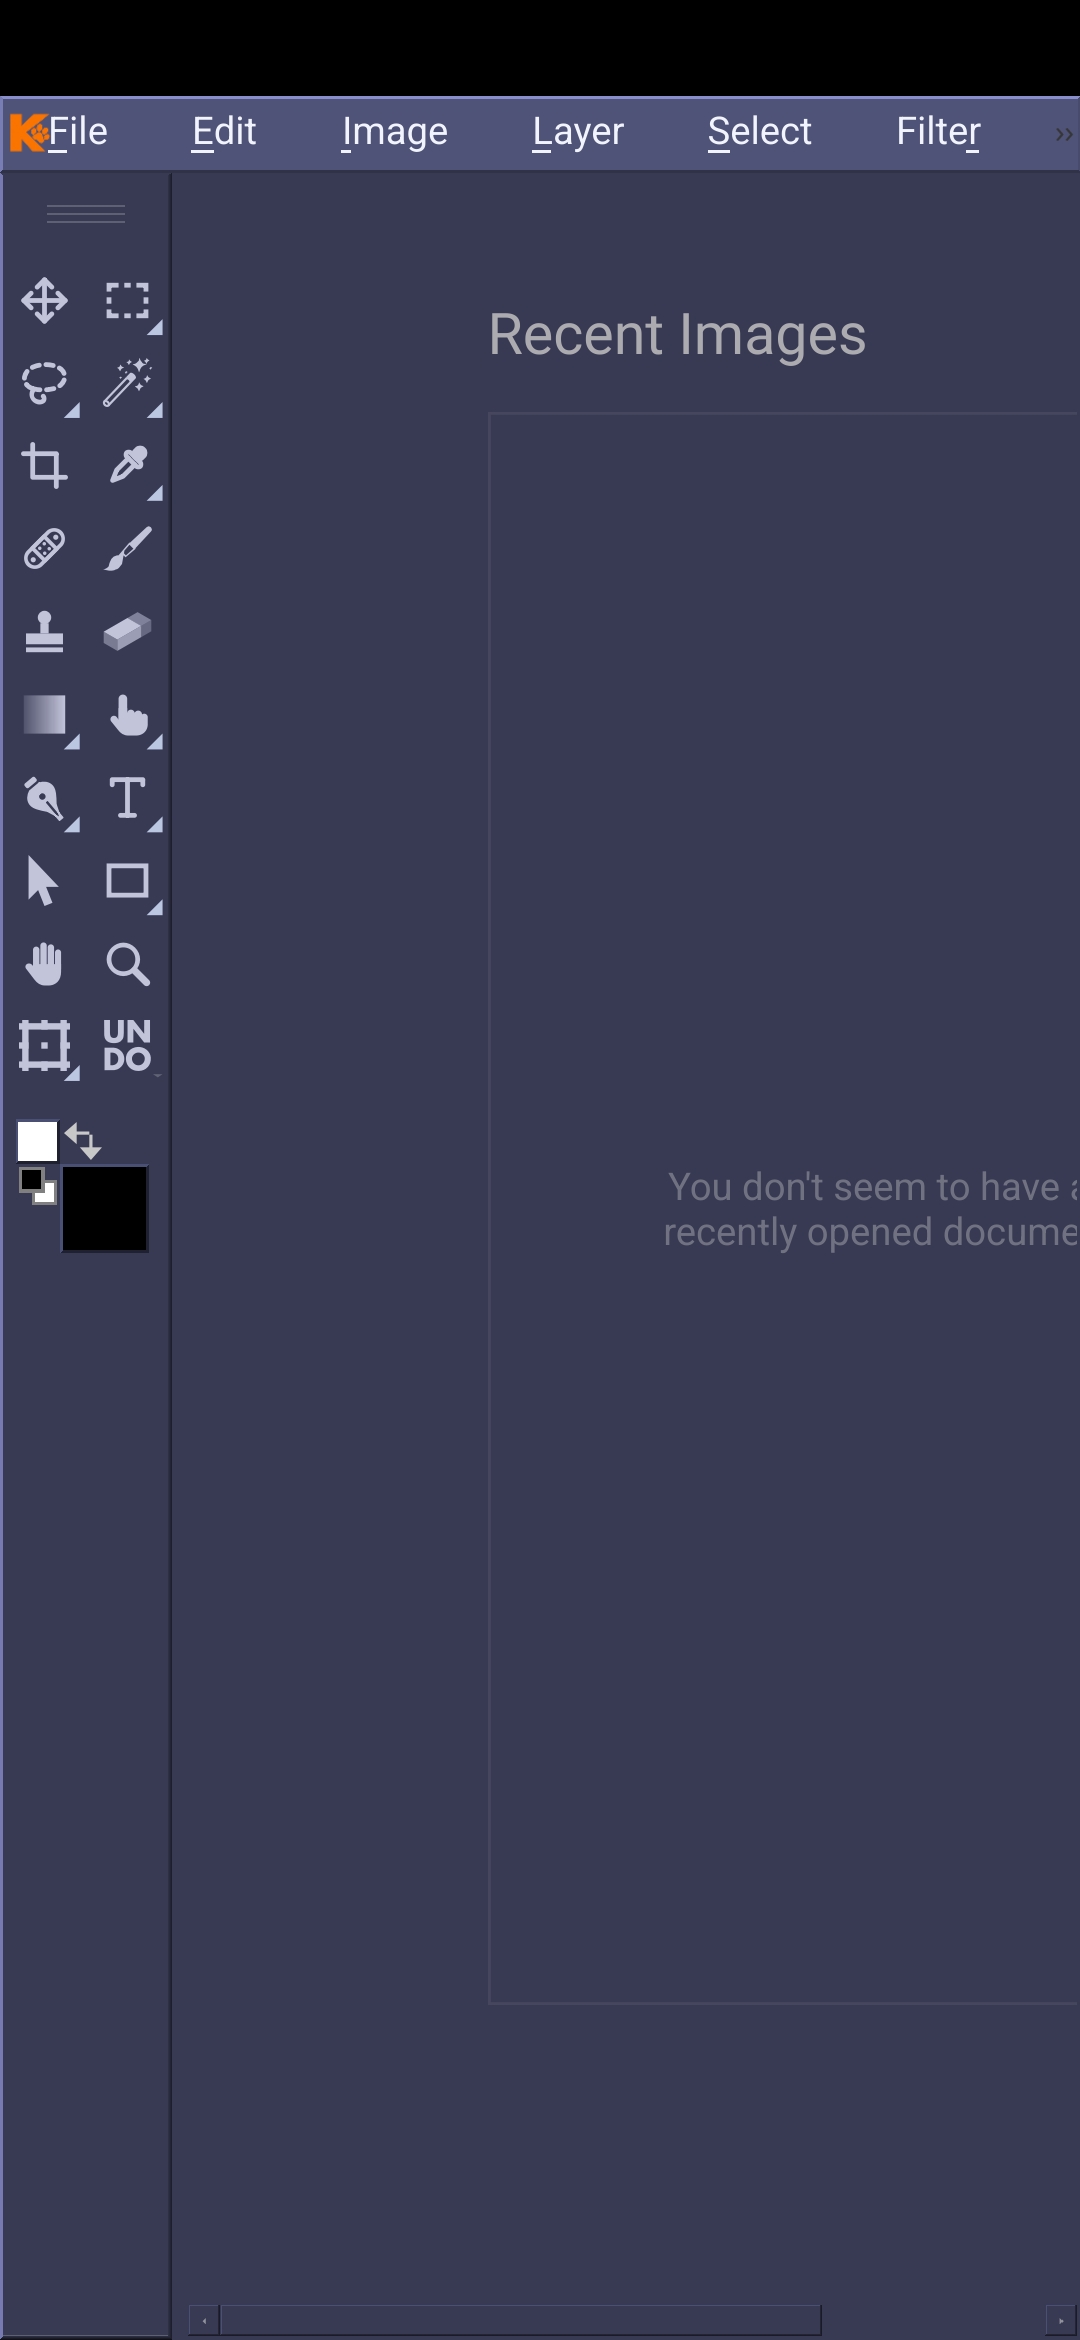 File Edit Image Layer Select Filter
Recent Images
UN
DO
You don't seem to have
recently opened